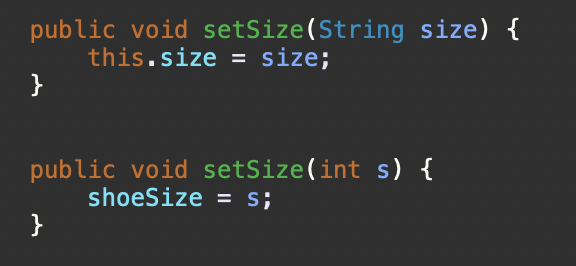 public void setSize(String size) {
    this.size = size;
}
public void setSize(int s) {
    shoeSize = s;
}